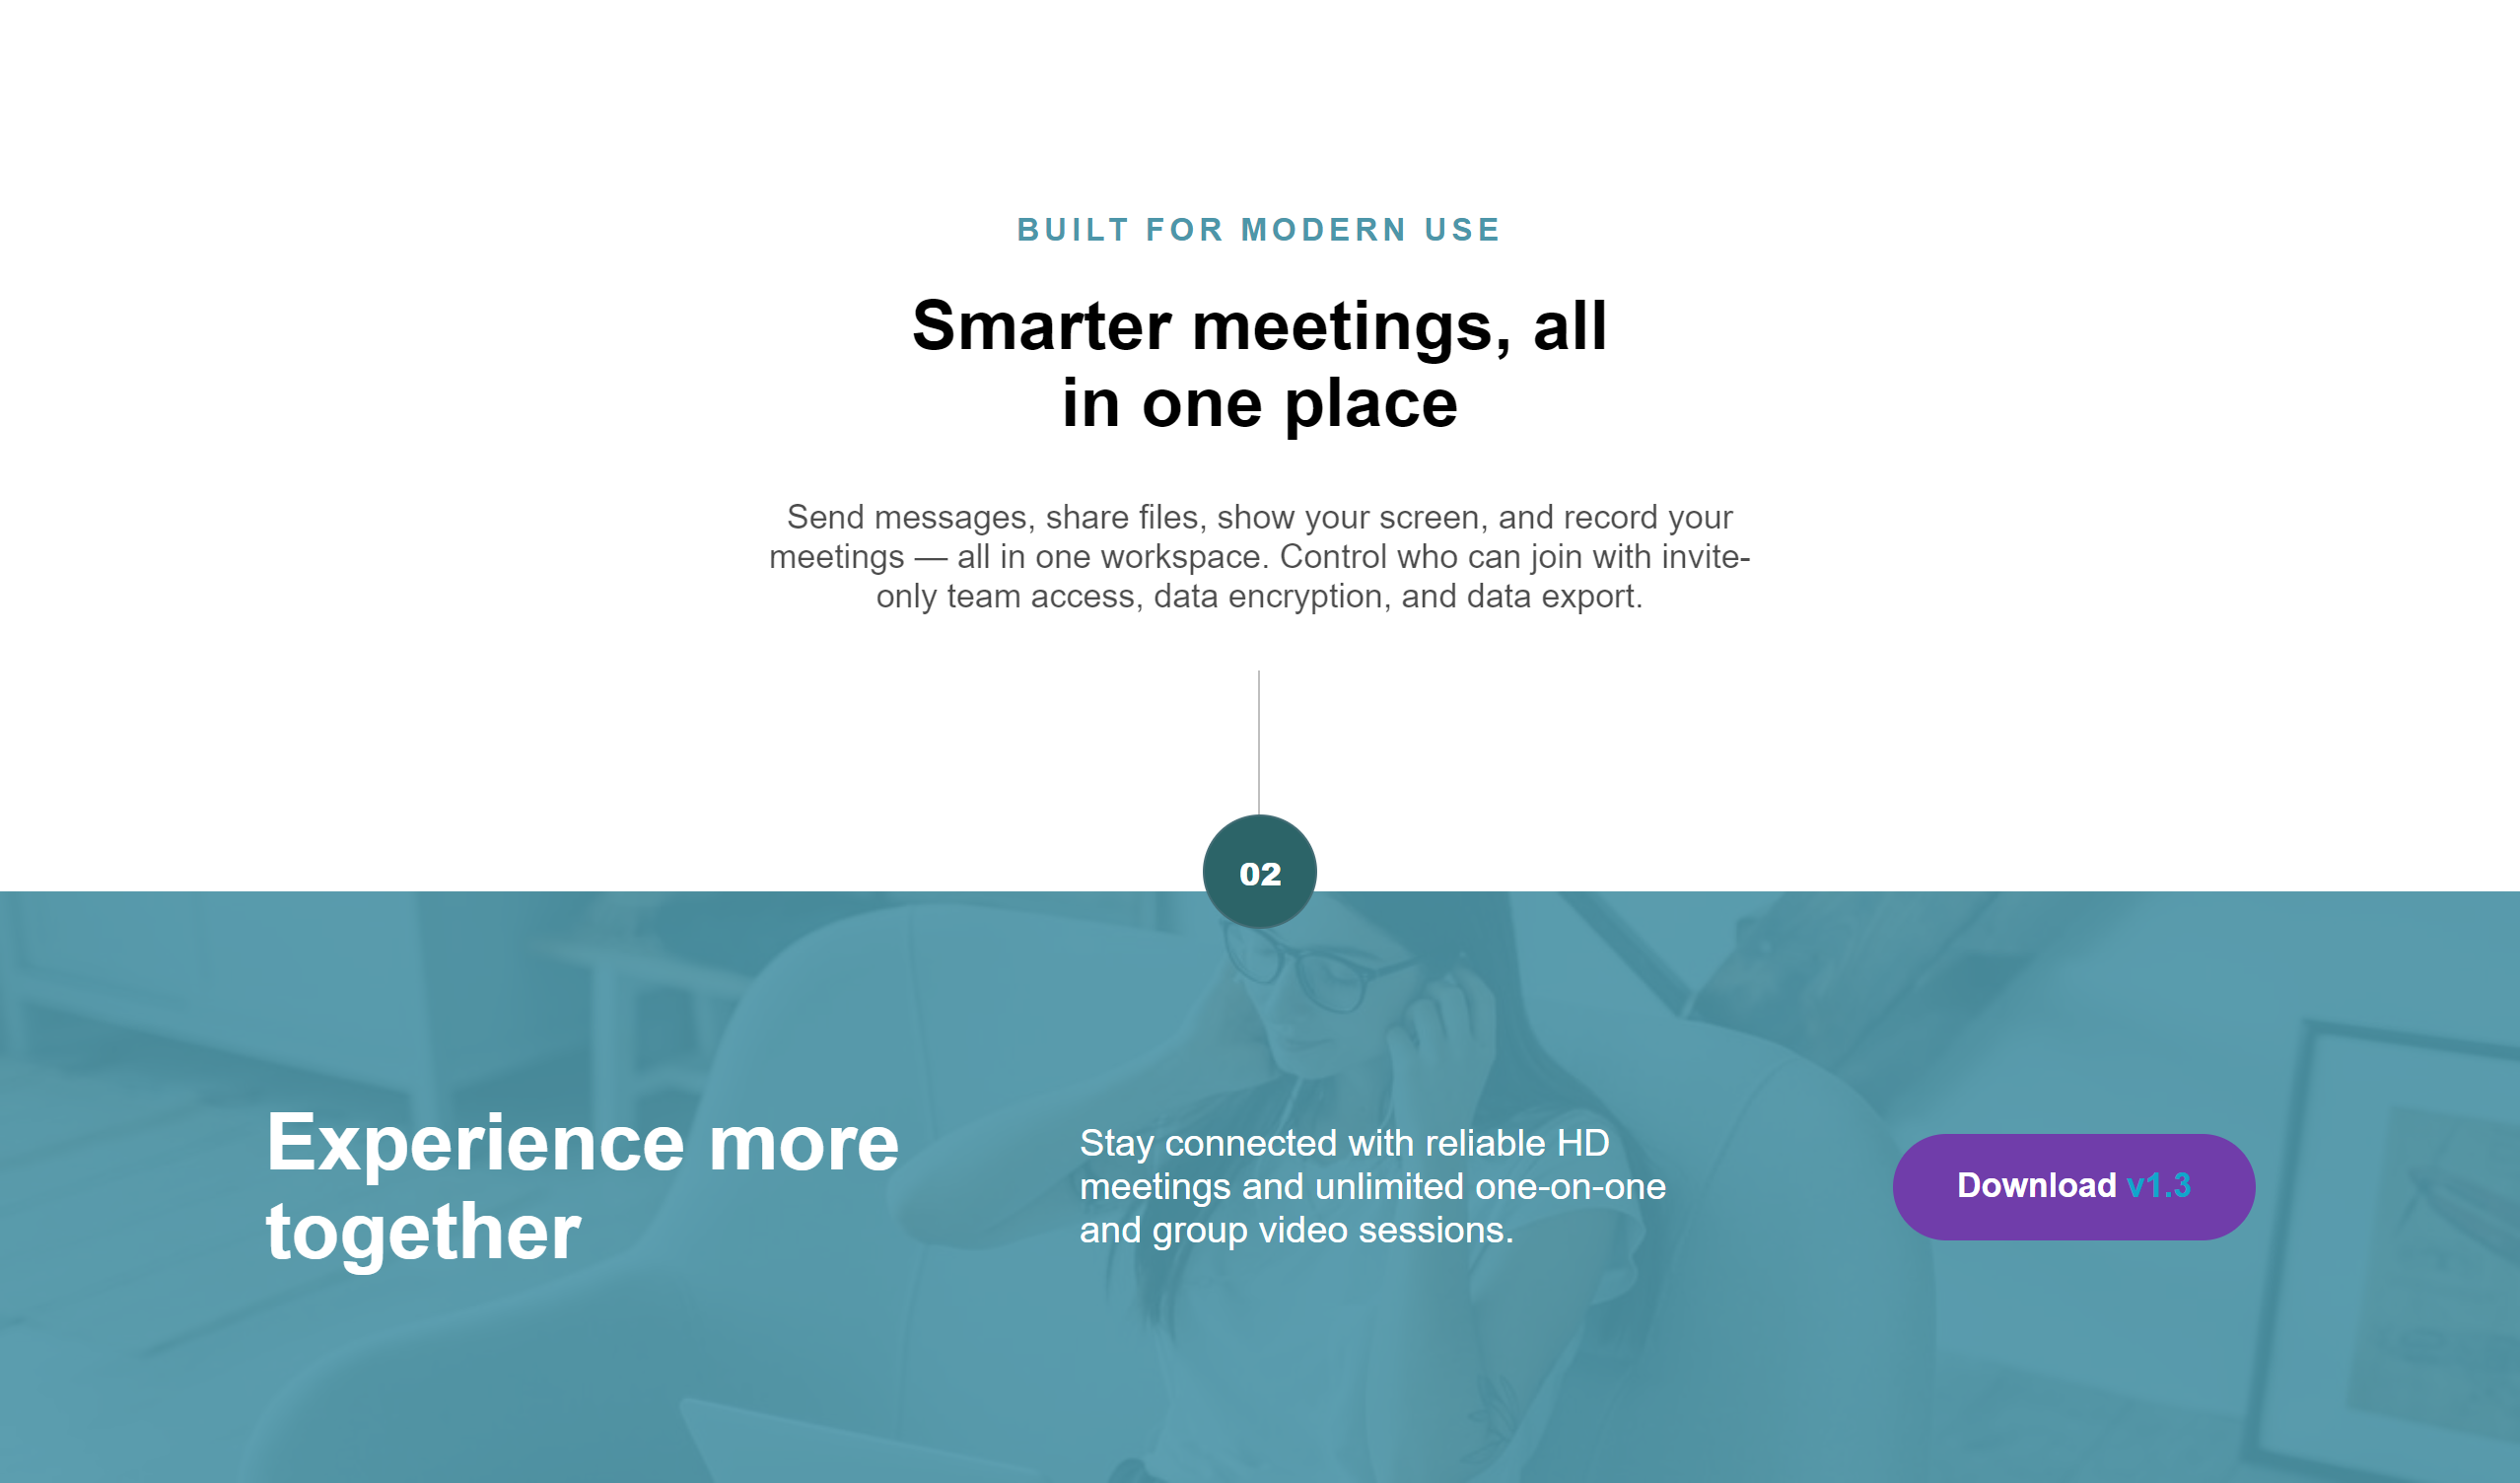 BUILT FOR MODERN USE
Smarter meetings, all
in one place
Send messages, share files, show your screen, and record your
meetings — all in one workspace. Control who can join with invite-
only team access, data encryption, and data export.
02
Experience more
together
Stay connected with reliable HD
meetings and unlimited one-on-one
and group video sessions.
Download v1.3